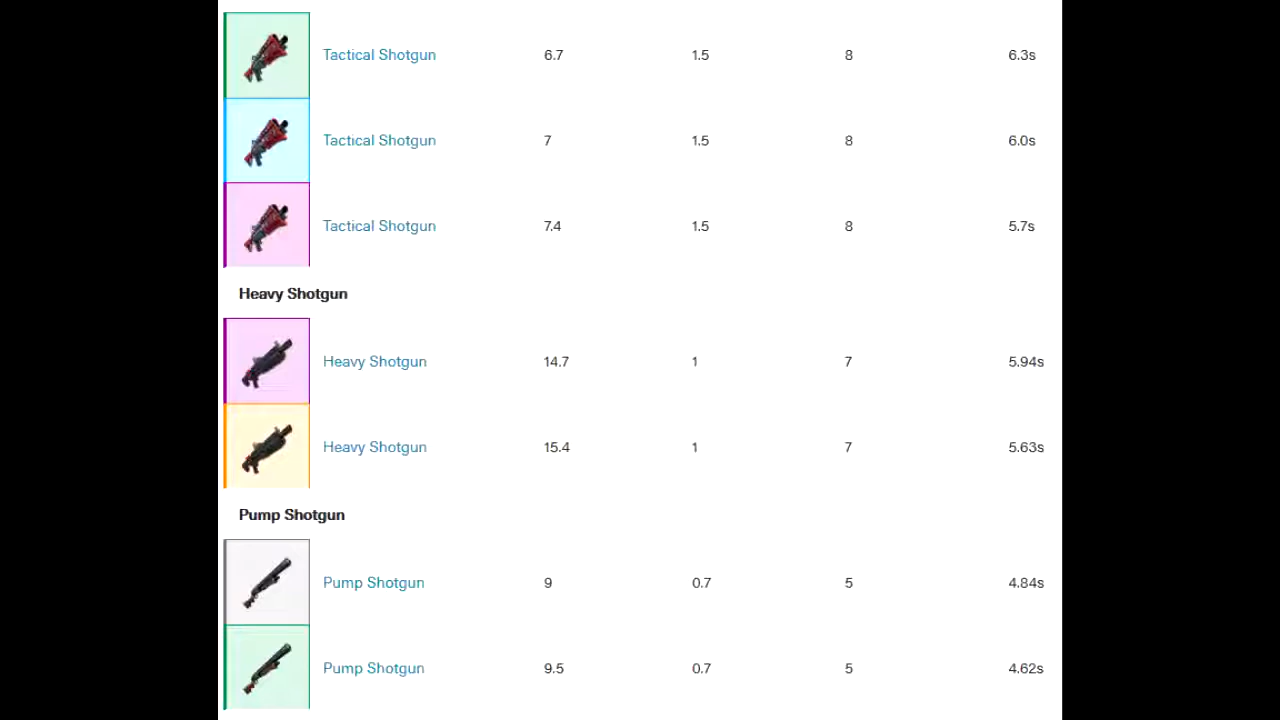 Tactical Shotgun 6.7 1.5 8 6.3s
Tactical Shotgun 7 1.5 8 6.0s
Tactical Shotgun 7.4 1.5 8 5.7s
Heavy Shotgun
Heavy Shotgun 14.7 1 7 5.94s
Heavy Shotgun 15.4 1 7 5.63s
Pump Shotgun
Pump Shotgun 9 0.7 5 4.84s
Pump Shotgun 9.5 0.7 5 4.62s